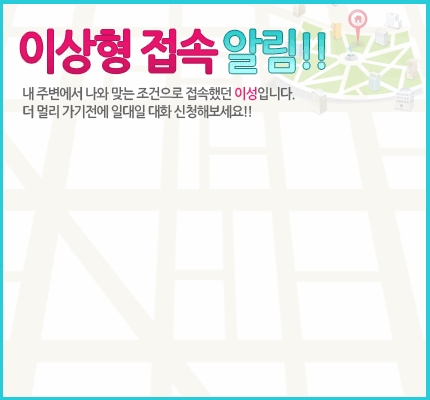 이상형 접속 알림!!
내 주변에서 나와 맞는 조건으로 접속했던 이성입니다.
더 멀리 가기전에 일대일 대화 신청해보세요!!